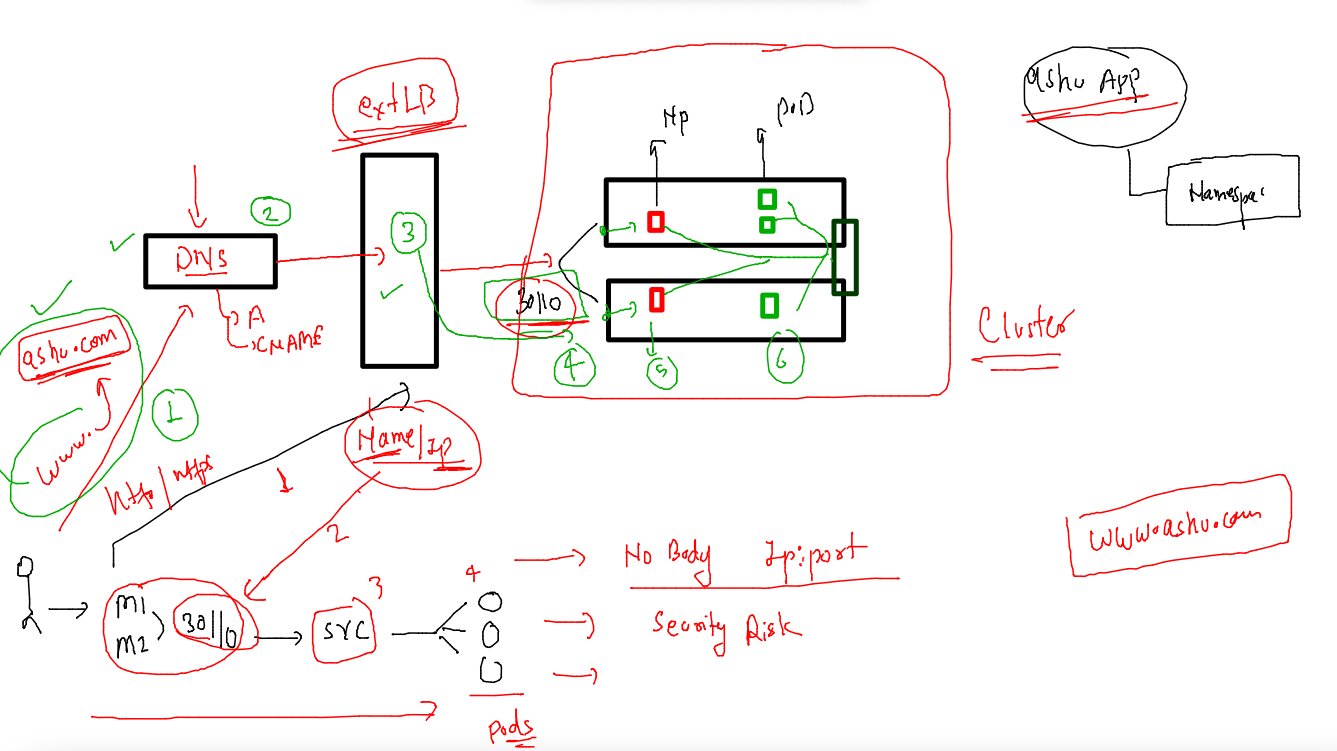 extLB
Np
POD
ashu App
Namespac
2
DNS
3
A
CNAME
30110
4
5
6
Cluster
ashu.com
www.
1
http/https
1
Name/Ip
2
www.ashu.com
M1
M2
30110
svc
3
4
No Body Ip:port
Security Risk
pods